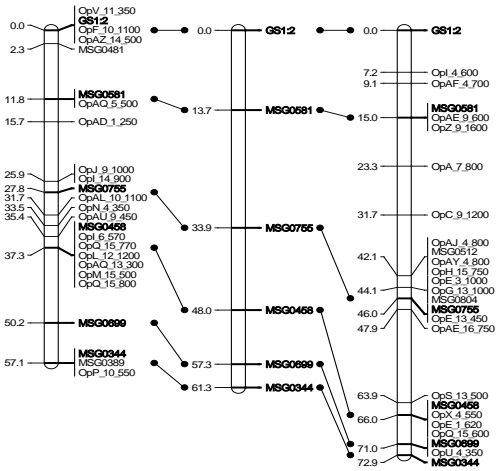 OpV_11_350
GS1:2
0.0 OpF_10_1100
OpAZ_14_500
2.3 MSG0481
MSG0581
11.8 OpAQ_5_500
15.7 OpAD_1_250
OpJ_9_1000
25.9 OpI_14_900
27.8 MSG0755
31.7 OpAL_10_1100
33.5 OpN_4_350
35.4 OpAU_9_450
MSG0458
OpI_6_570
OpQ_15_770
37.3 OpL_12_1200
OpAQ_13_300
OpM_15_500
OpQ_15_800
50.2 MSG0699
MSG0344
57.1 MSG0389
OpP_10_550
0.0 GS1:2
13.7 MSG0581
33.9 MSG0755
48.0 MSG0458
57.3 MSG0699
61.3 MSG0344
0.0 GS1:2
7.2 OpI_4_600
9.1 OpAF_4_700
MSG0581
15.0 OpAE_9_600
OpZ_9_1600
23.3 OpA_7_800
31.7 OpC_9_1200
OpAJ_4_800
MSG0512
42.1 OpAY_4_800
OpH_15_750
OpE_3_1000
44.1 OpG_13_1000
MSG0804
46.0 MSG0755
OpE_13_450
47.9 OpAE_16_750
63.9 OpS_13_500
MSG0458
66.0 OpX_4_550
OpE_1_620
OpQ_15_600
71.0 MSG0699
OpU_4_350
72.9 MSG0344